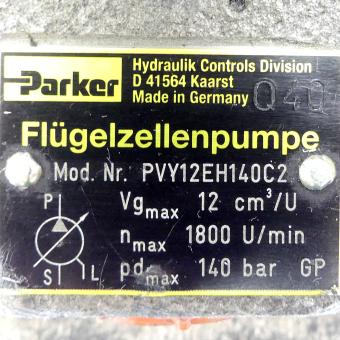 Parker
Hydraulik Controls Division
D 41564 Kaarst
Made in Germany
Flügelzellenpumpe
Mod. Nr. PVY12EH140C2
P
Vgmax 12 cm³/U
nmax 1800 U/min
pdmax 140 bar GP
S L